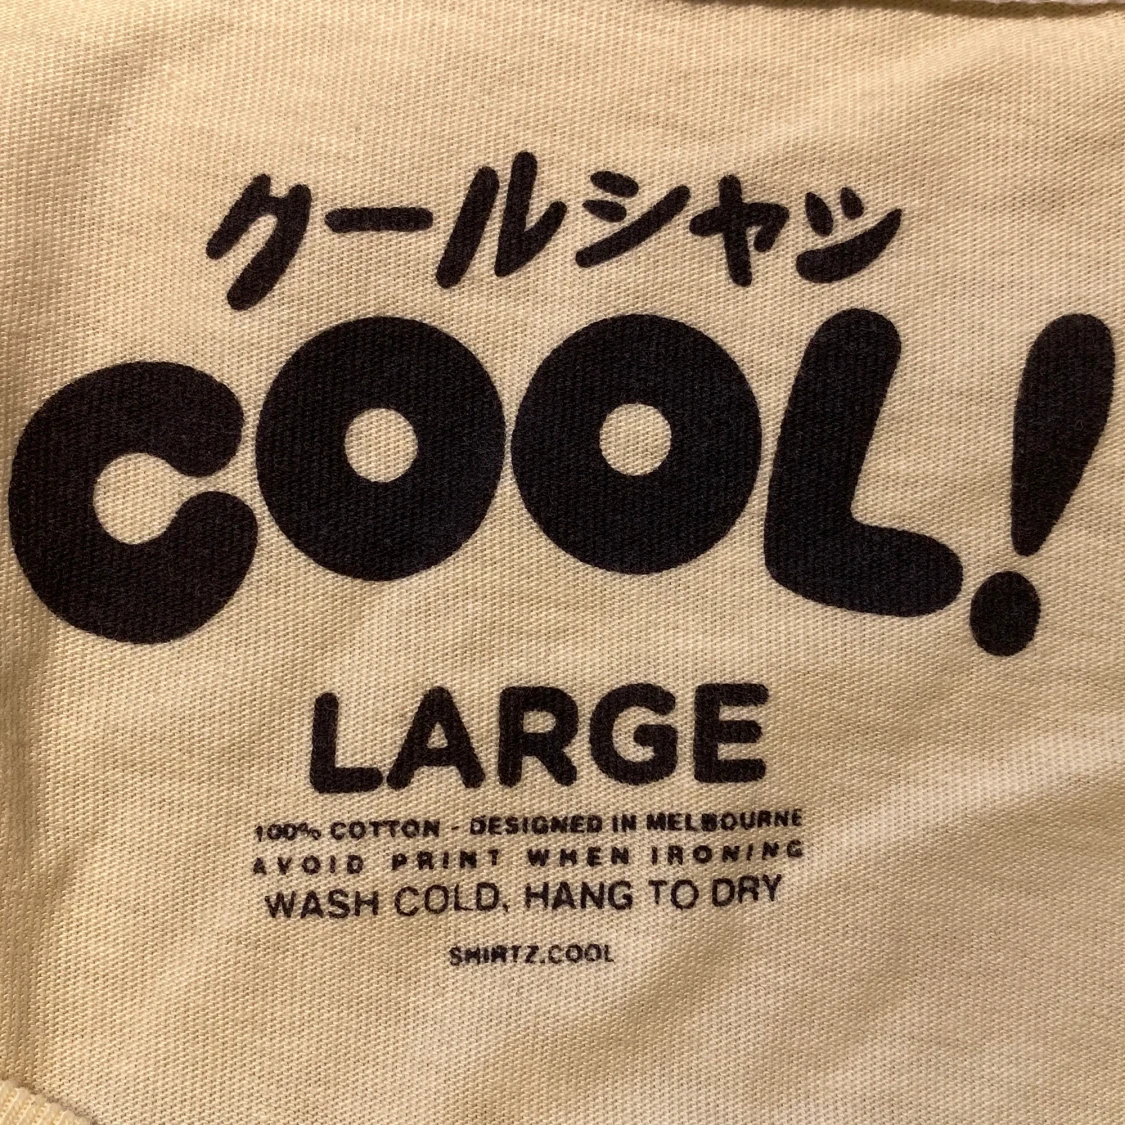 クールシャツ
COOL!
LARGE
100% COTTON - DESIGNED IN MELBOURNE
AVOID PRINT WHEN IRONING
WASH COLD, HANG TO DRY
SHIRTZ.COOL